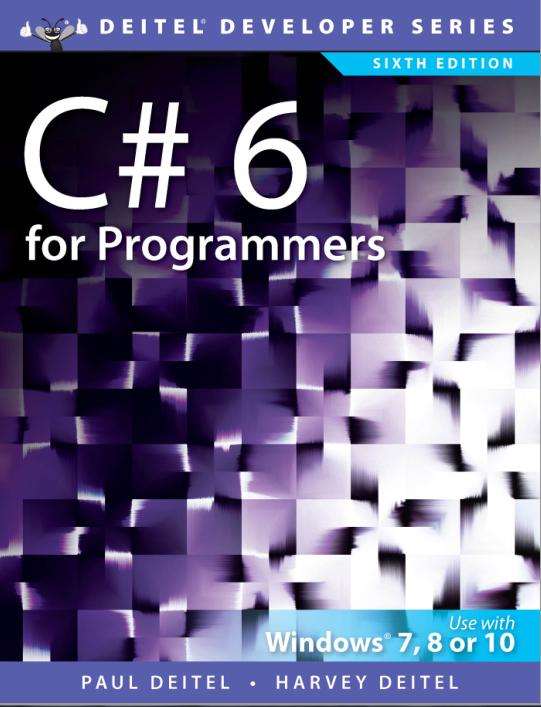 DEITEL® DEVELOPER SERIES
SIXTH EDITION
C# 6
for Programmers
Use with
Windows® 7, 8 or 10
PAUL DEITEL • HARVEY DEITEL